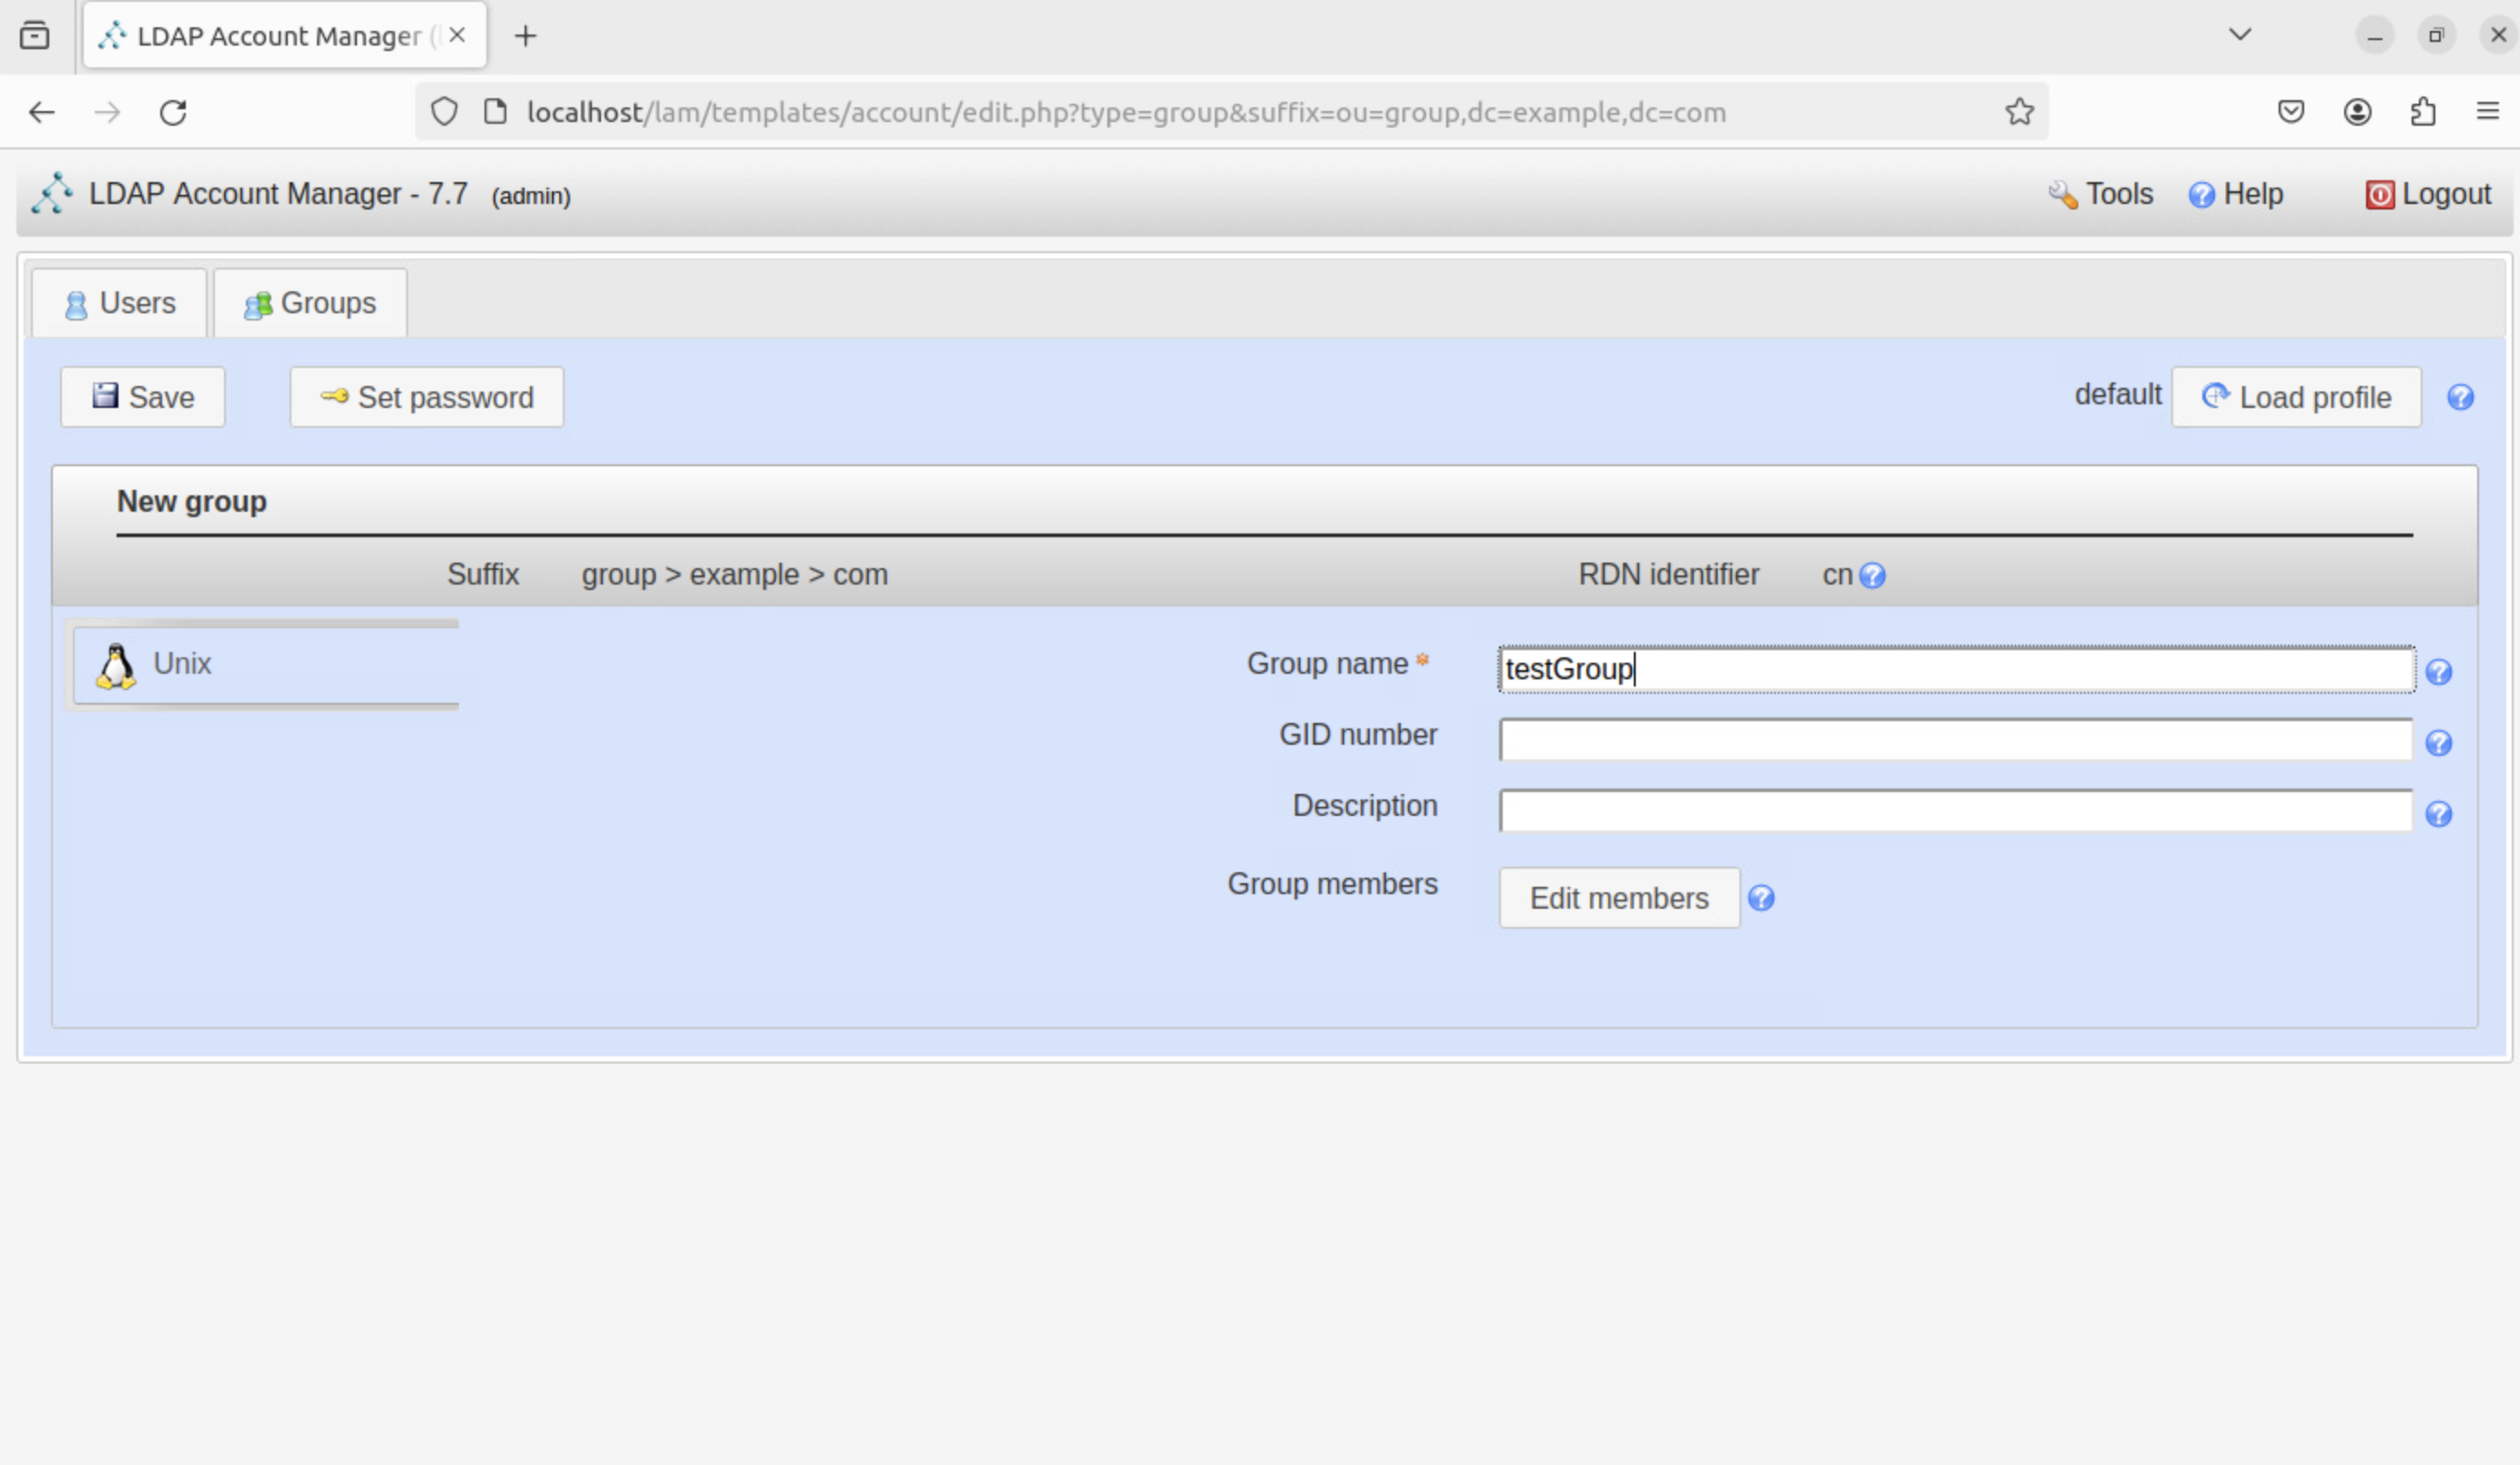 LDAP Account Manager (
localhost/lam/templates/account/edit.php?type=group&suffix=ou=group,dc=example,dc=com
LDAP Account Manager - 7.7 (admin) Tools Help Logout
Users Groups
Save Set password default Load profile
New group
Suffix group > example > com RDN identifier cn
Unix Group name * testGroup
GID number
Description
Group members Edit members